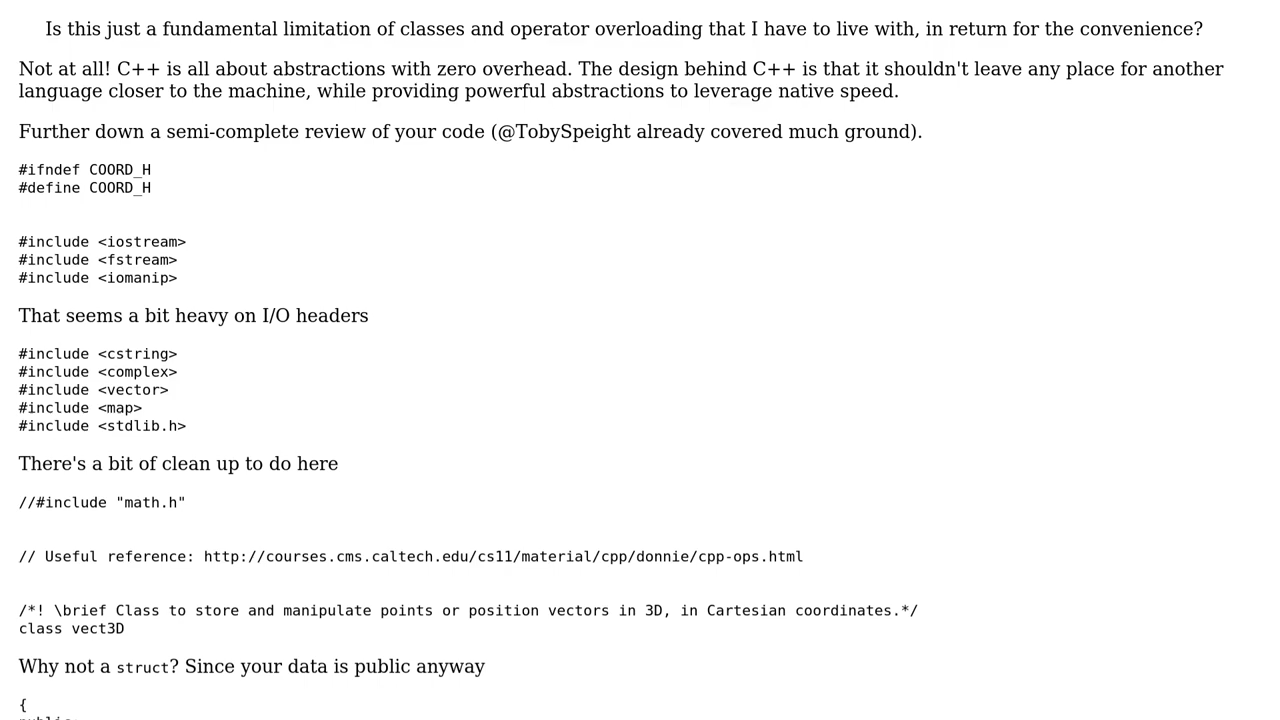 Is this just a fundamental limitation of classes and operator overloading that I have to live with, in return for the convenience?
Not at all! C++ is all about abstractions with zero overhead. The design behind C++ is that it shouldn't leave any place for another
language closer to the machine, while providing powerful abstractions to leverage native speed.
Further down a semi-complete review of your code (@TobySpeight already covered much ground).
#ifndef COORD_H
#define COORD_H
#include <iostream>
#include <fstream>
#include <iomanip>
That seems a bit heavy on I/O headers
#include <cstring>
#include <complex>
#include <vector>
#include <map>
#include <stdlib.h>
There's a bit of clean up to do here
//#include "math.h"
// Useful reference: http://courses.cms.caltech.edu/cs11/material/cpp/donnie/cpp-ops.html
/*! \brief Class to store and manipulate points or position vectors in 3D, in Cartesian coordinates.*/
class vect3D
Why not a struct? Since your data is public anyway
{